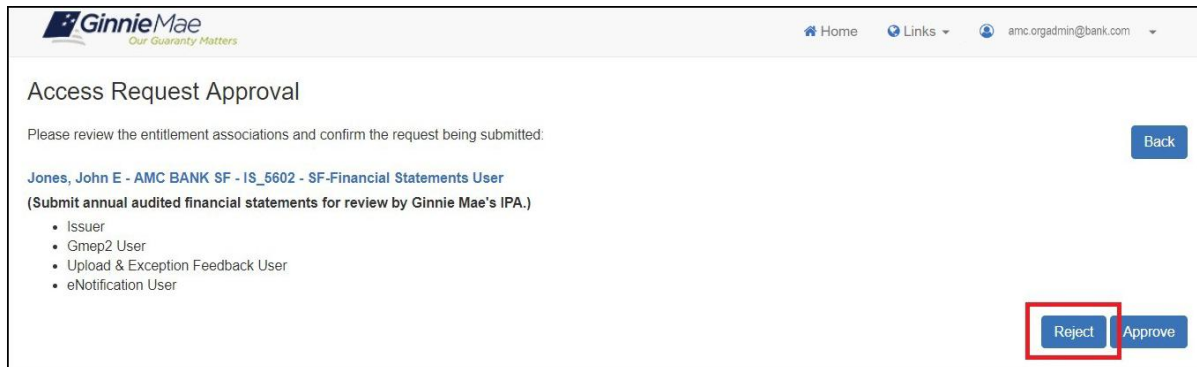 GinnieMae
Our Guaranty Matters
Home Links amc.orgadmin@bank.com
Access Request Approval
Please review the entitlement associations and confirm the request being submitted:
Back
Jones, John E - AMC BANK SF - IS_5602 - SF-Financial Statements User
(Submit annual audited financial statements for review by Ginnie Mae's IPA.)
• Issuer
• Gmep2 User
• Upload & Exception Feedback User
• eNotification User
Reject Approve